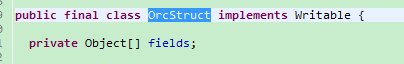 public final class OrcStruct implements Writable {
private Object[] fields;